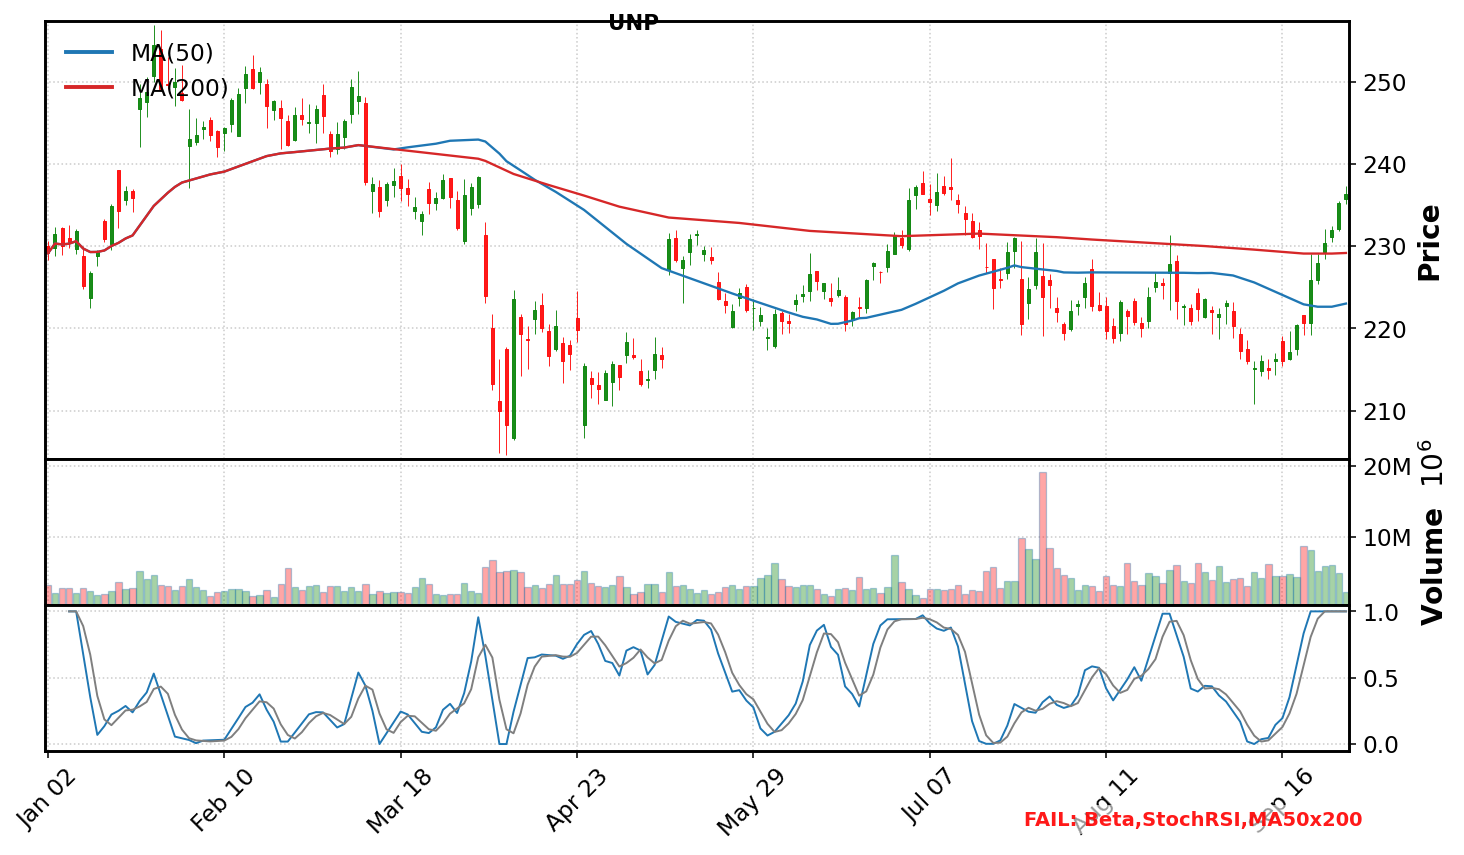 UNP
MA(50)
MA(200)
250
240
230
220
210
Price
20M
10M
Volume 10^6
1.0
0.5
0.0
Jan 02
Feb 10
Mar 18
Apr 23
May 29
Jul 07
Aug 11
Sep 16
FAIL: Beta,StochRSI,MA50x200